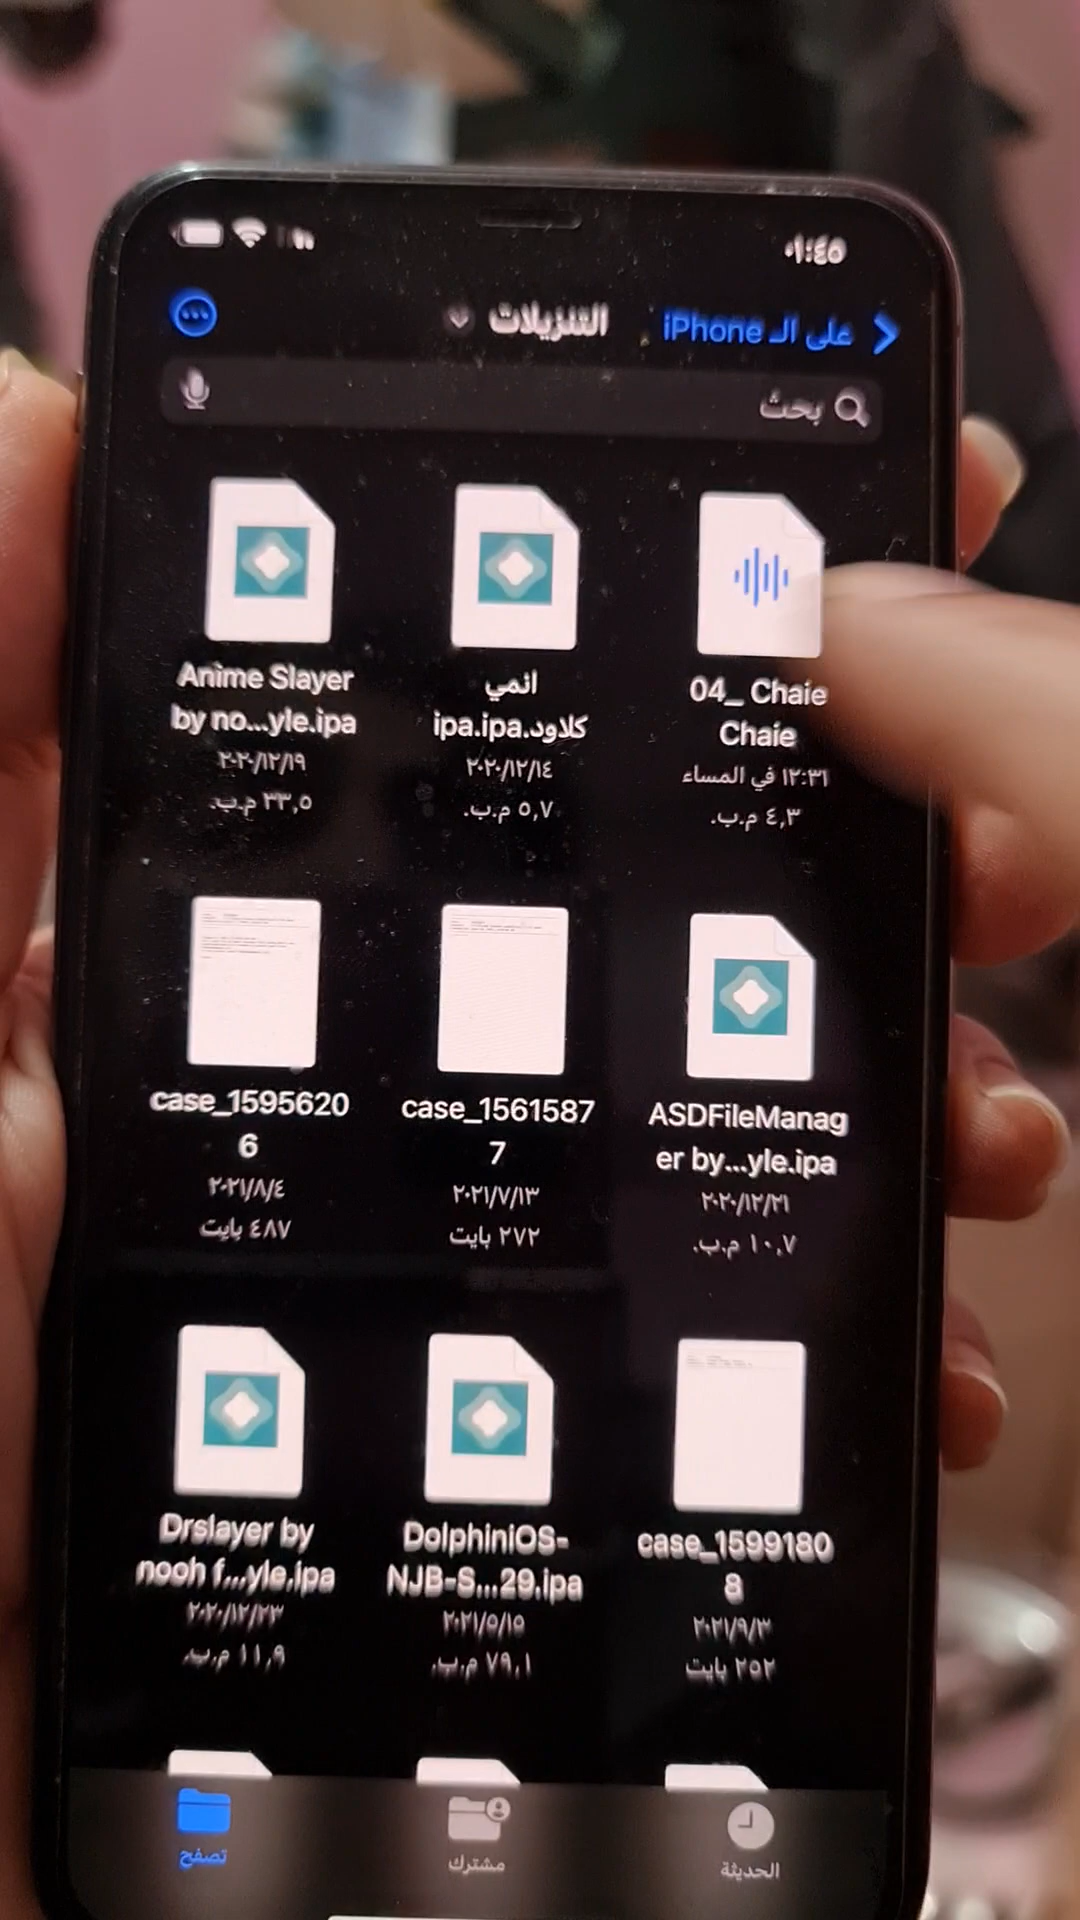 ٠١:٤٥
على الـ iPhone
التنزيلات
بحث
04_ Chaie
Chaie
١٢:٣١ في المساء
٤,٣ م.ب.
انمي
كلاود.ipa.ipa
٢٠٢٠/١٢/١٤
٥,٧ م.ب.
Anime Slayer
by no...yle.ipa
٢٠٢٠/١٢/١٩
٣٣,٥ م.ب.
ASDFileManag
er by...yle.ipa
٢٠٢٠/١٢/٢١
١٠,٧ م.ب.
case_1561587
7
٢٠٢١/٧/١٣
٢٧٢ بايت
case_1595620
6
٢٠٢١/٨/٤
٤٨٧ بايت
case_1599180
8
٢٠٢١/٩/٣
٢٥٢ بايت
DolphiniOS-
NJB-S...29.ipa
٢٠٢١/٥/١٥
٧٩,١ م.ب.
Drslayer by
nooh f...yle.ipa
٢٠٢٠/١٢/٢٣
١١,٩ م.ب.
الحديثة
مشترك
تصفح